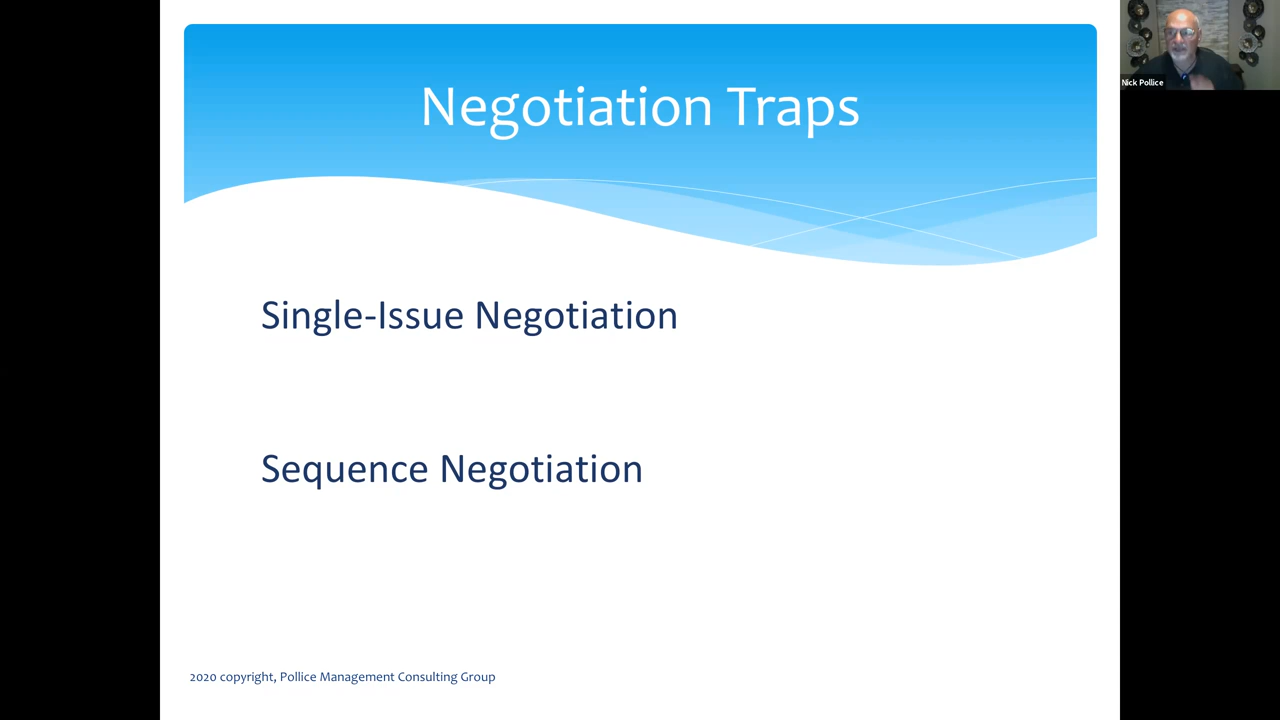 Negotiation Traps
Nick Pollice
Single-Issue Negotiation
Sequence Negotiation
2020 copyright, Pollice Management Consulting Group